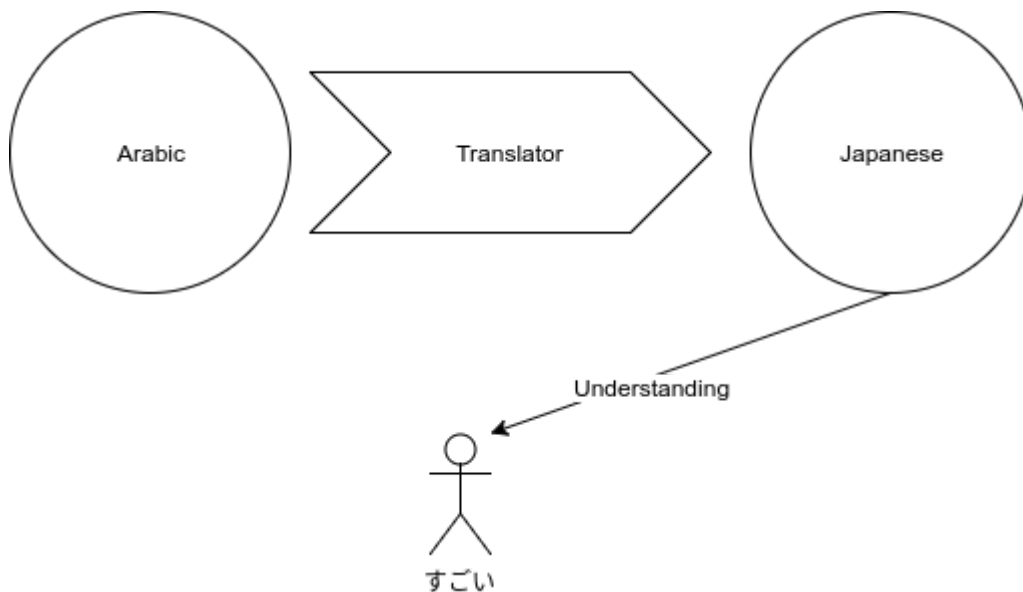 Arabic
Translator
Japanese
Understanding
すごい